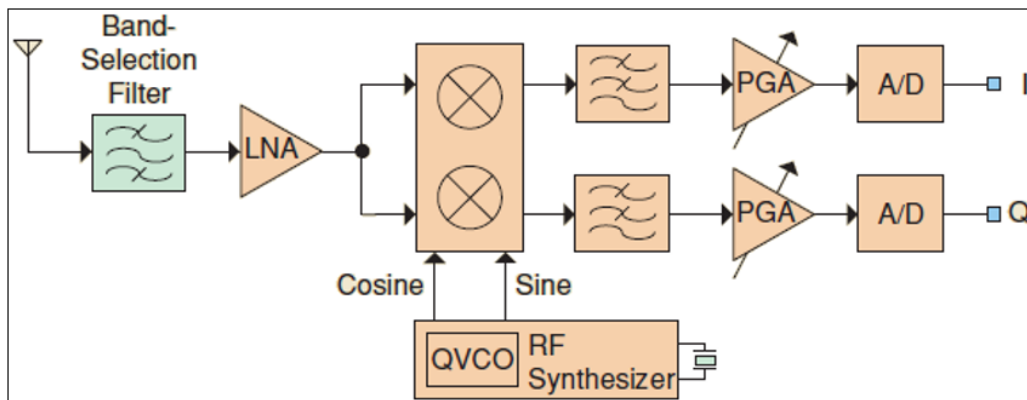 Band-
Selection
Filter
LNA
PGA
A/D
I
PGA
A/D
Q
Cosine
Sine
QVCO
RF
Synthesizer